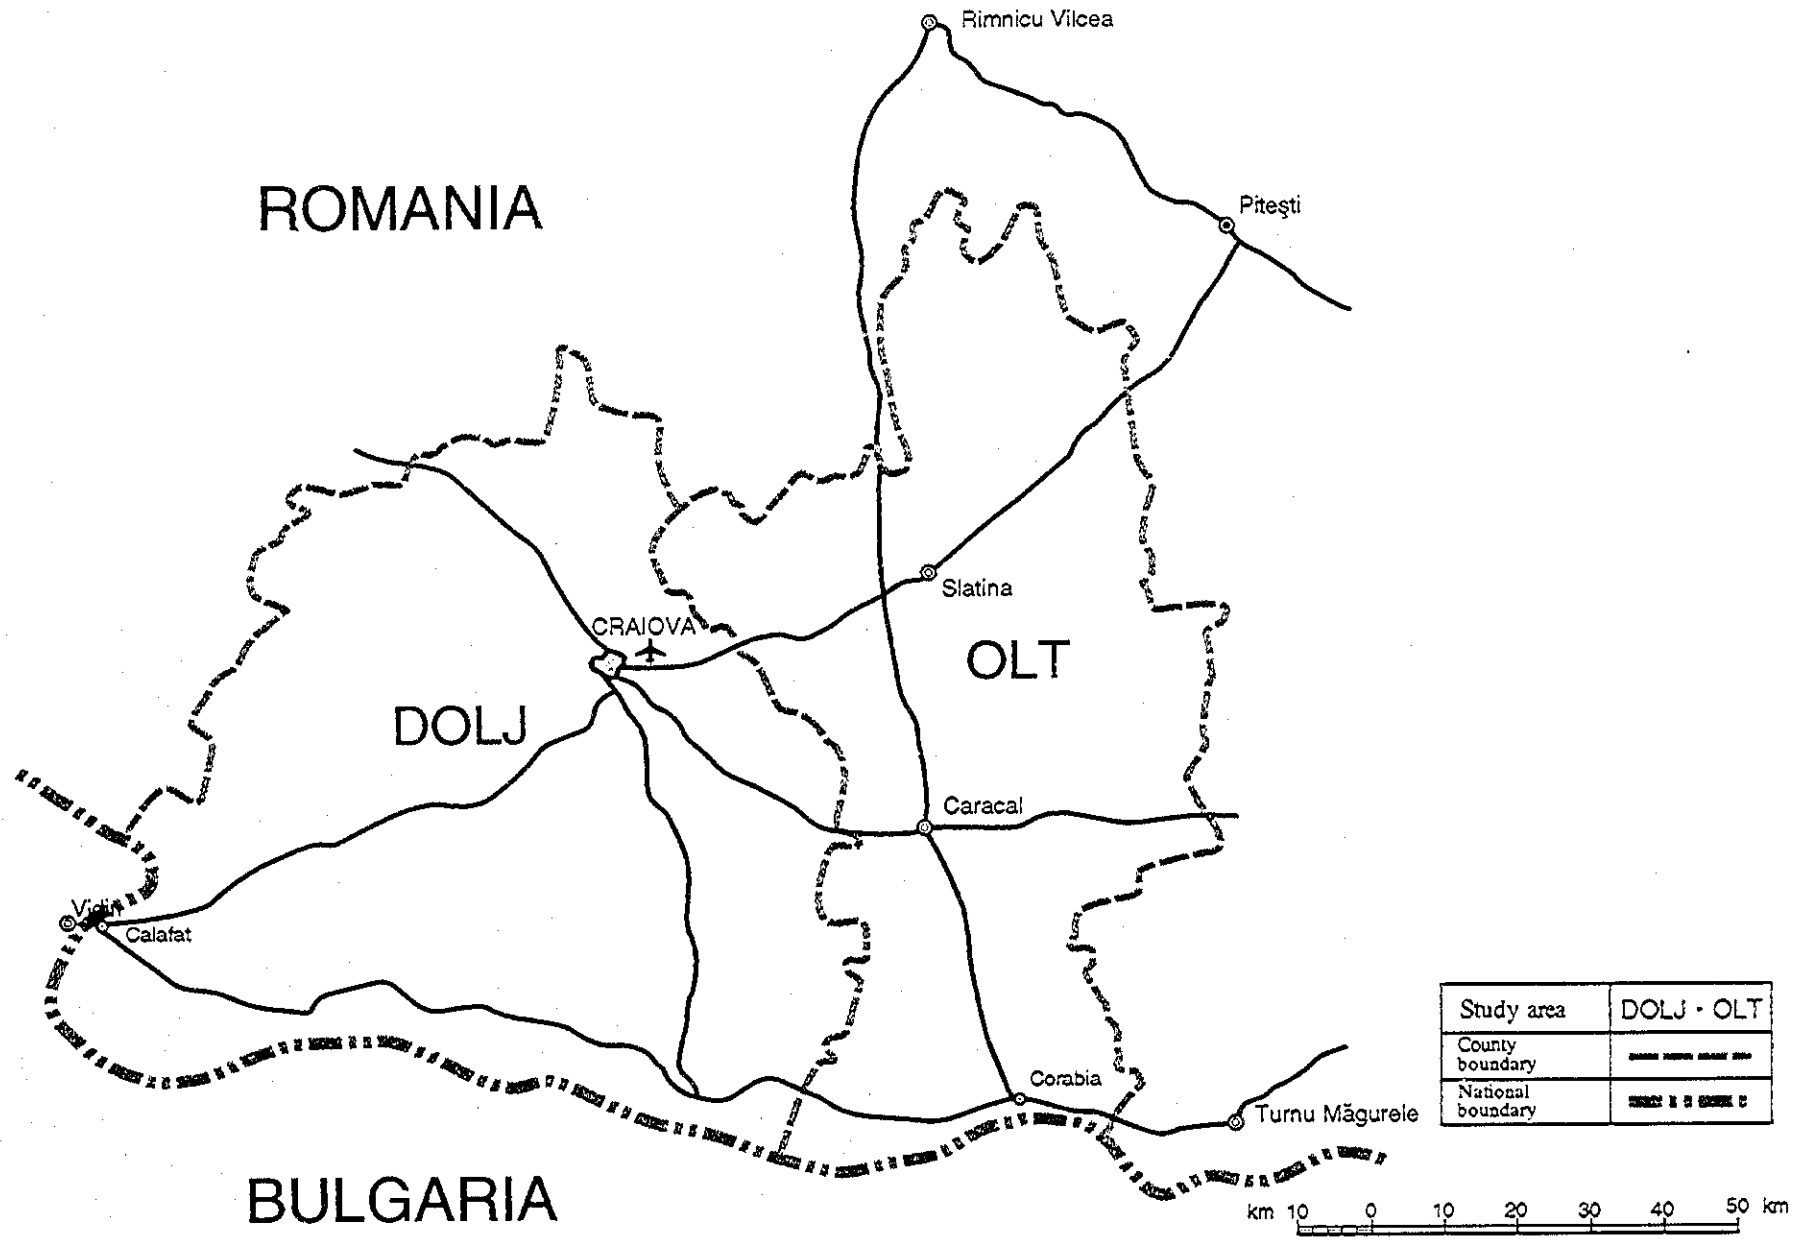 Rimnicu Vilcea
Piteşti
ROMANIA
Slatina
CRAIOVA
OLT
DOLJ
Caracal
Vidin
Calafat
Corabia
Turnu Măgurele
BULGARIA
Study area DOLJ - OLT
County
boundary
National
boundary
km 10 0 10 20 30 40 50 km